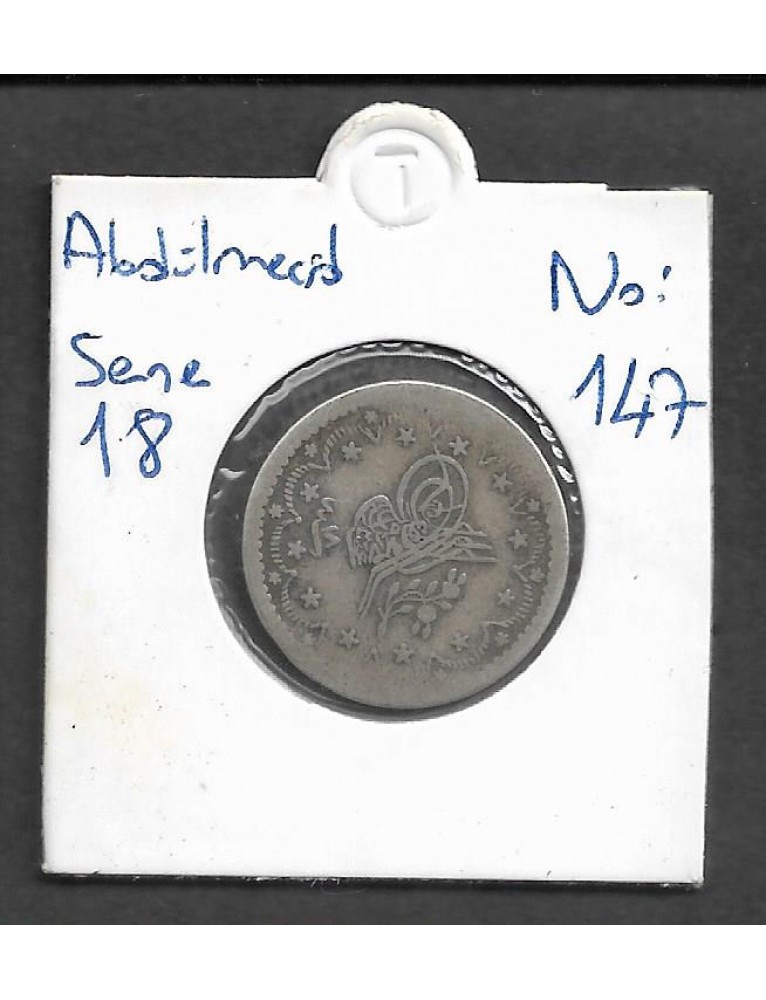 Abdülmecid
Sene
18
No:
147